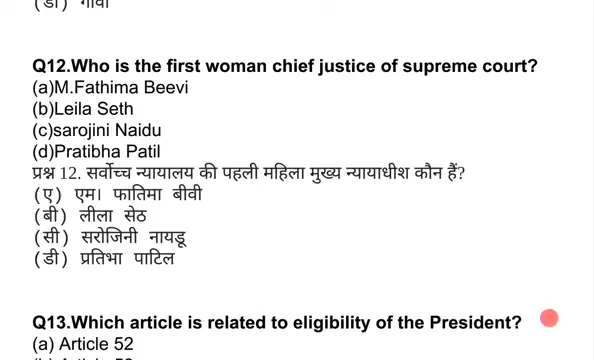 (डी) गोवा
Q12.Who is the first woman chief justice of supreme court?
(a)M.Fathima Beevi
(b)Leila Seth
(c)sarojini Naidu
(d)Pratibha Patil
प्रश्न 12. सर्वोच्च न्यायालय की पहली महिला मुख्य न्यायाधीश कौन हैं?
(ए) एम। फातिमा बीवी
(बी) लीला सेठ
(सी) सरोजिनी नायडू
(डी) प्रतिभा पाटिल
Q13.Which article is related to eligibility of the President?
(a) Article 52